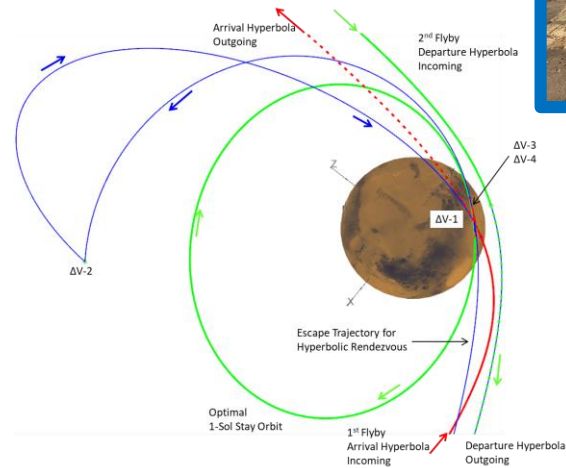 Arrival Hyperbola
Outgoing
2nd Flyby
Departure Hyperbola
Incoming
ΔV-3
ΔV-4
Z
ΔV-1
ΔV-2
X
Escape Trajectory for
Hyperbolic Rendezvous
Optimal
1-Sol Stay Orbit
1st Flyby
Arrival Hyperbola
Incoming
Departure Hyperbola
Outgoing